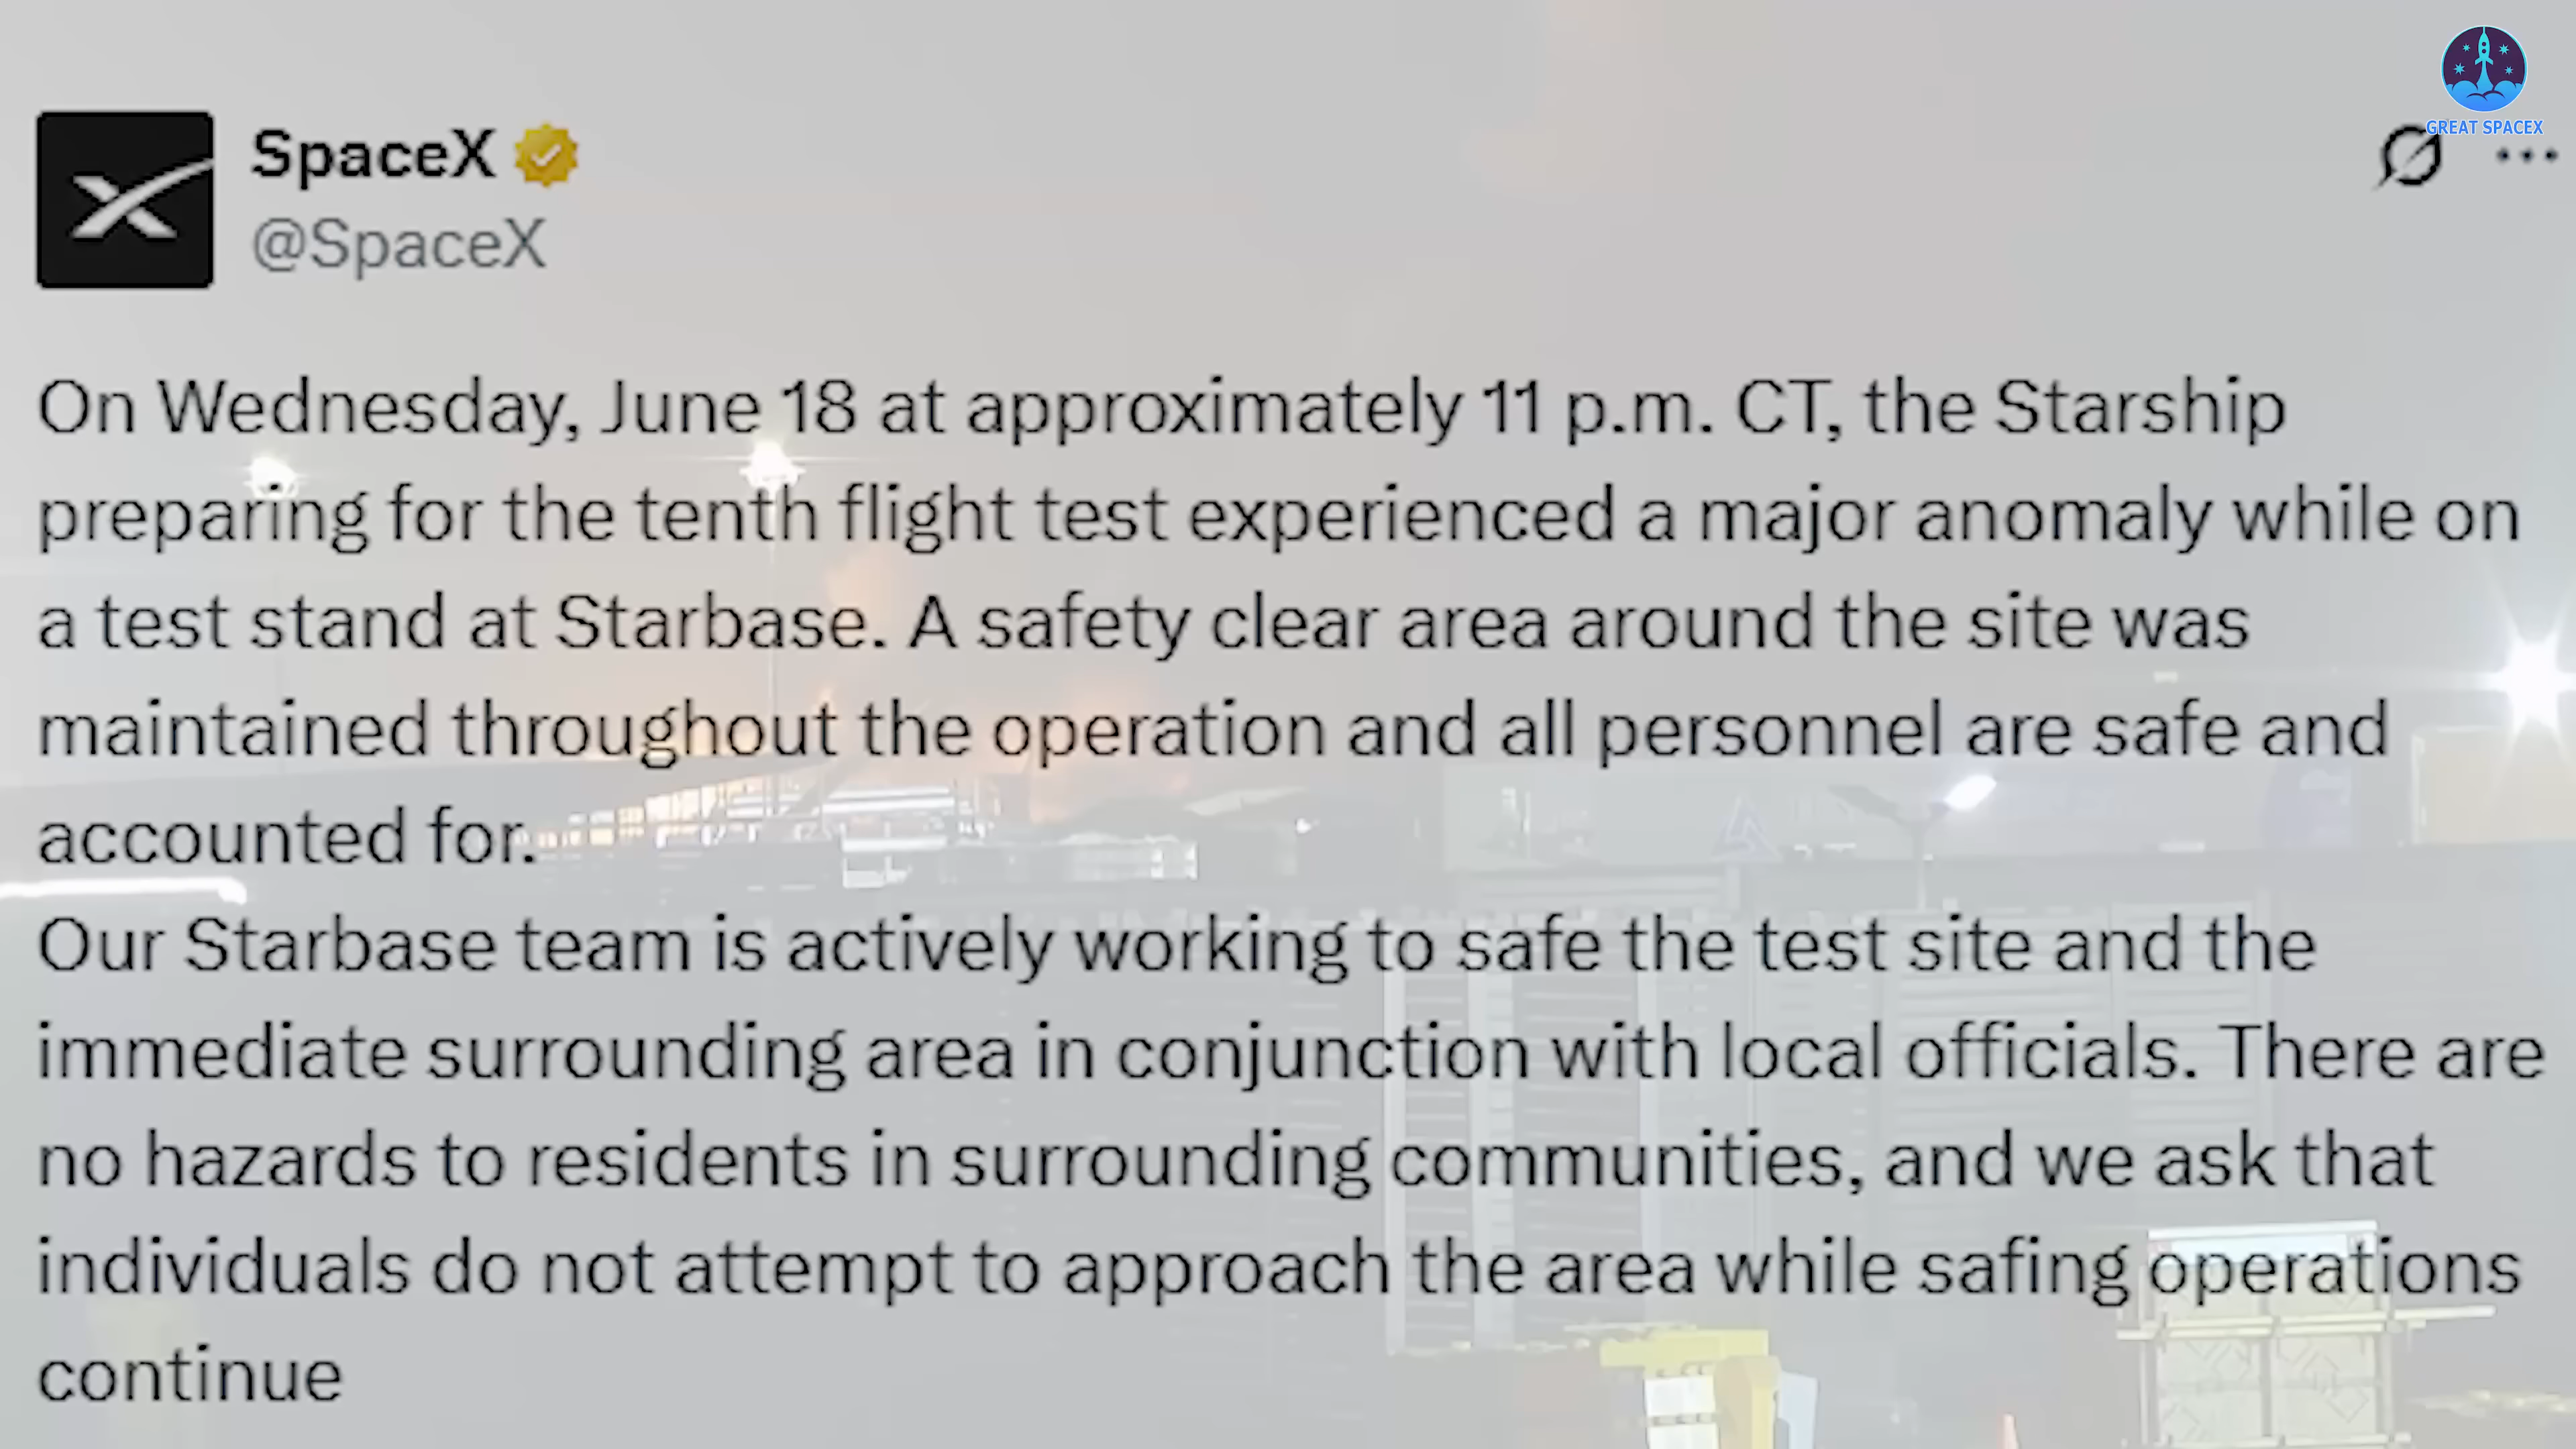 GREAT SPACEX
SpaceX
@SpaceX
On Wednesday, June 18 at approximately 11 p.m. CT, the Starship
preparing for the tenth flight test experienced a major anomaly while on
a test stand at Starbase. A safety clear area around the site was
maintained throughout the operation and all personnel are safe and
accounted for.
Our Starbase team is actively working to safe the test site and the
immediate surrounding area in conjunction with local officials. There are
no hazards to residents in surrounding communities, and we ask that
individuals do not attempt to approach the area while safing operations
continue